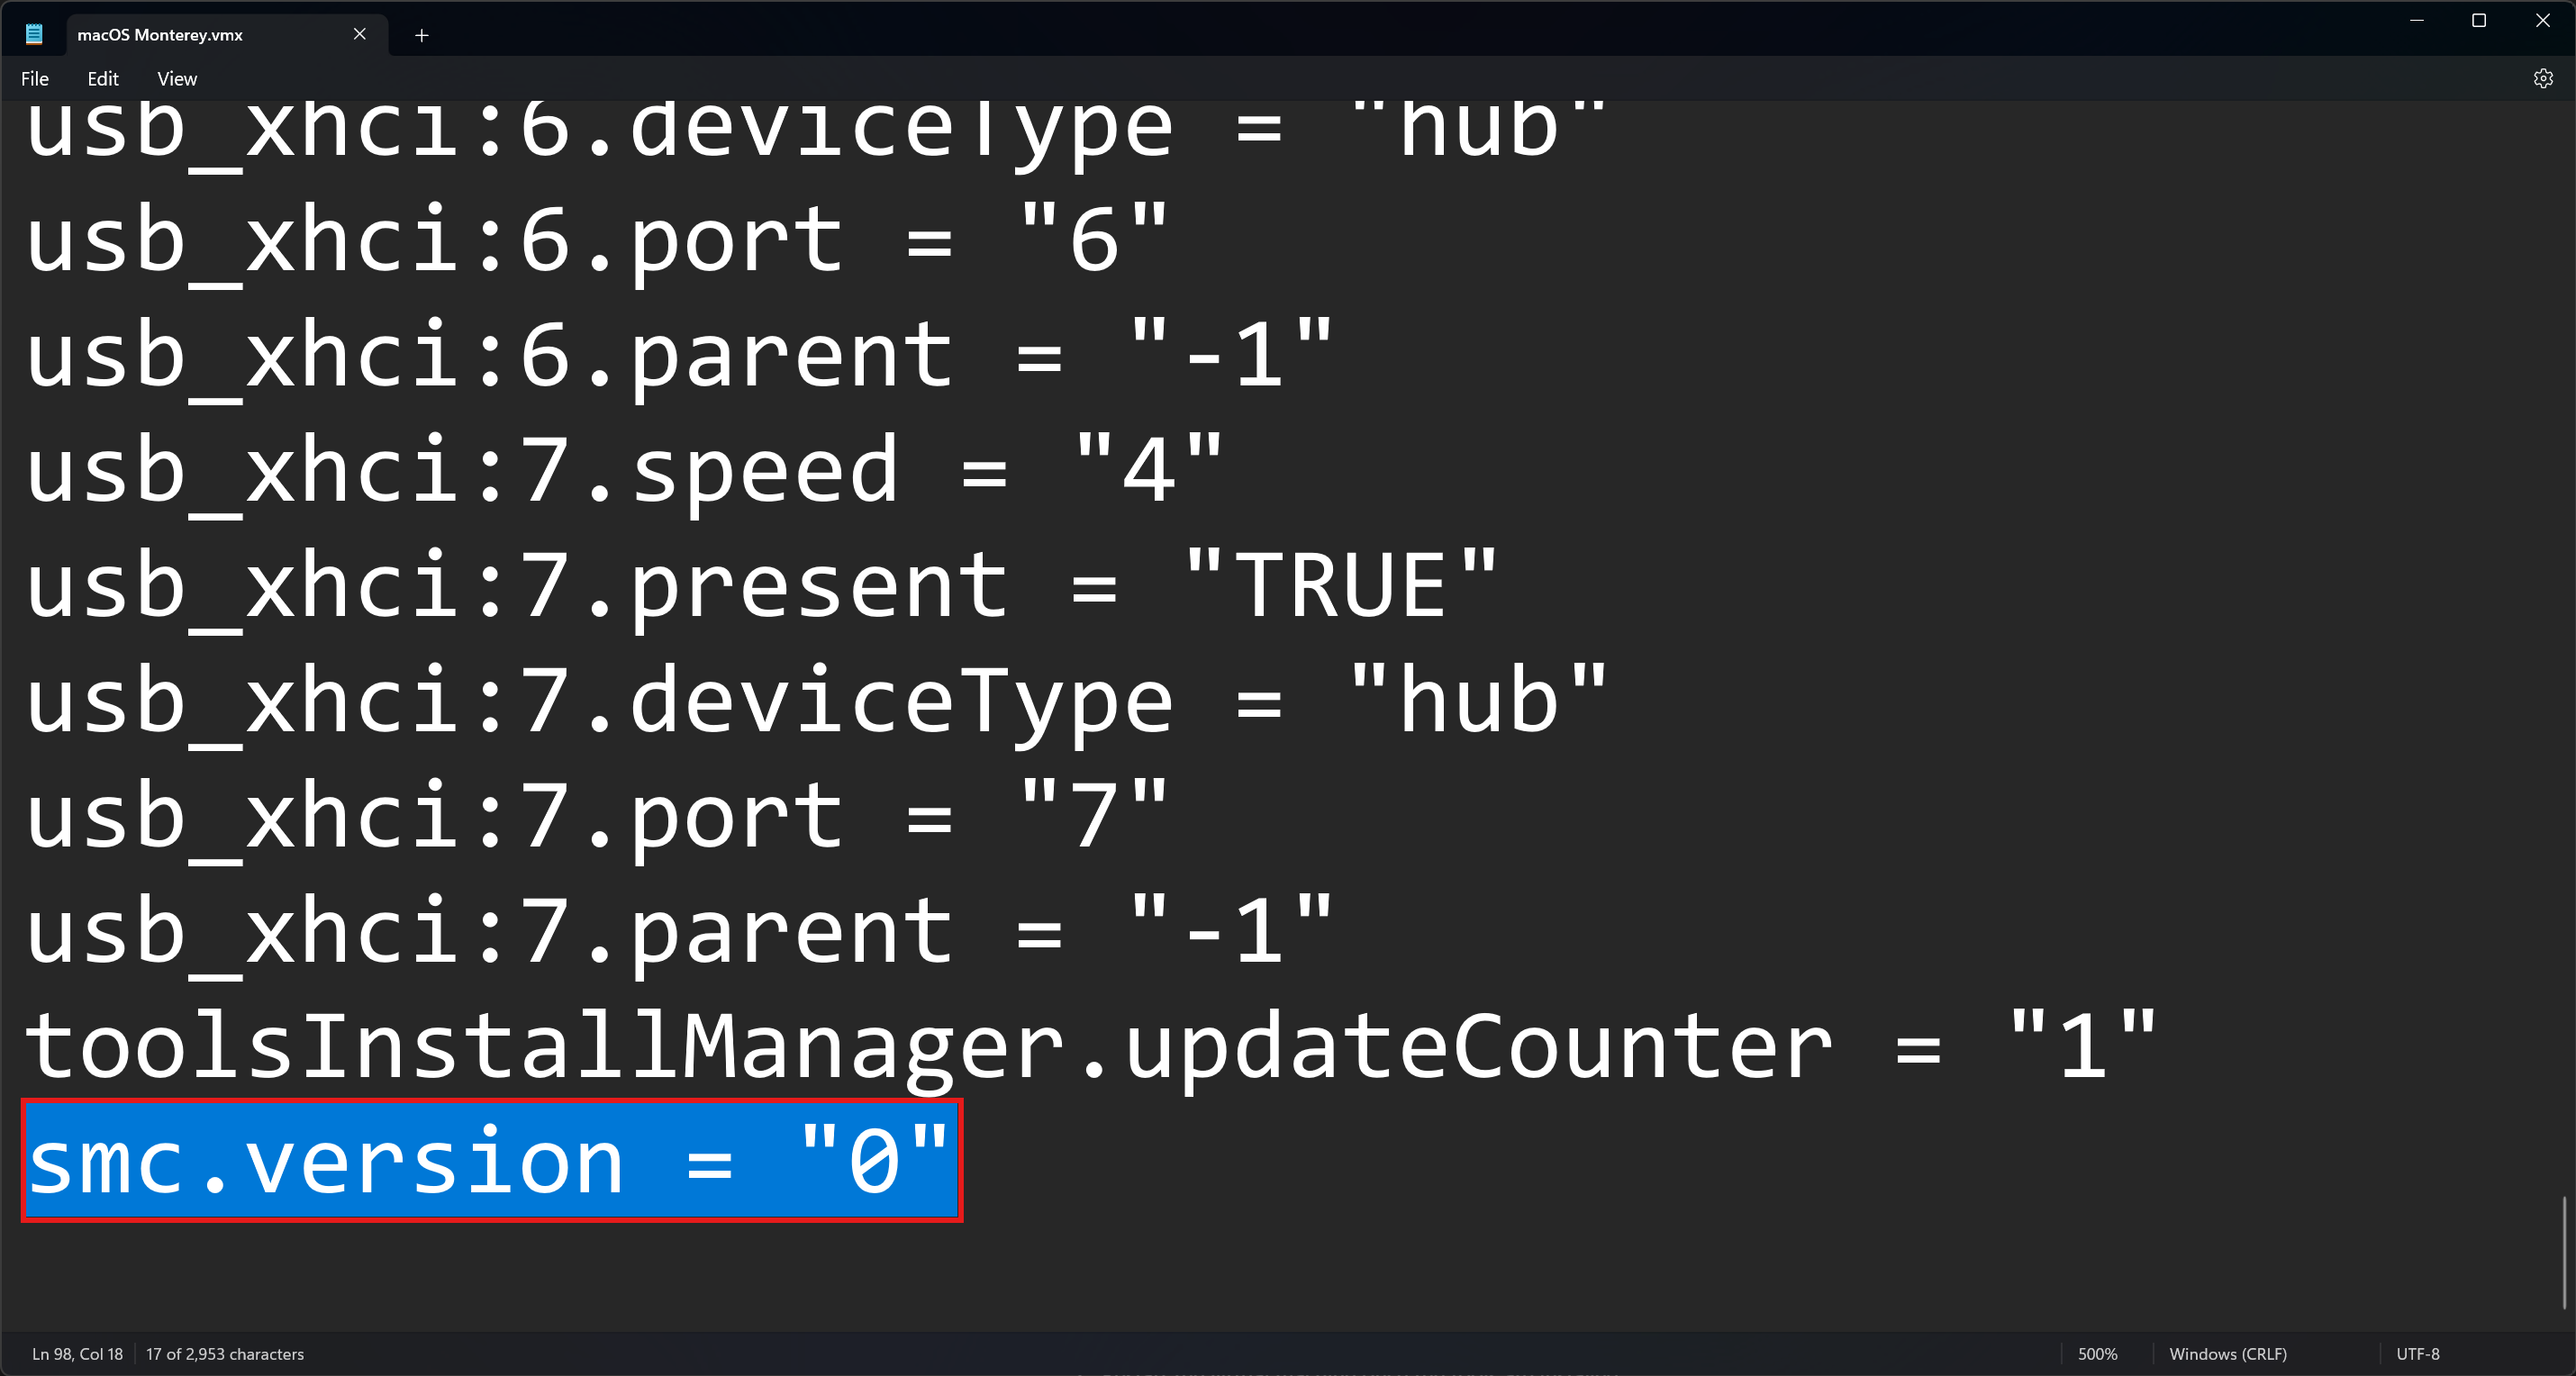 macOS Monterey.vmx
File Edit View
usb_xhci:6.deviceType = "hub"
usb_xhci:6.port = "6"
usb_xhci:6.parent = "-1"
usb_xhci:7.speed = "4"
usb_xhci:7.present = "TRUE"
usb_xhci:7.deviceType = "hub"
usb_xhci:7.port = "7"
usb_xhci:7.parent = "-1"
toolsInstallManager.updateCounter = "1"
smc.version = "0"
Ln 98, Col 18 17 of 2,953 characters 500% Windows (CRLF) UTF-8